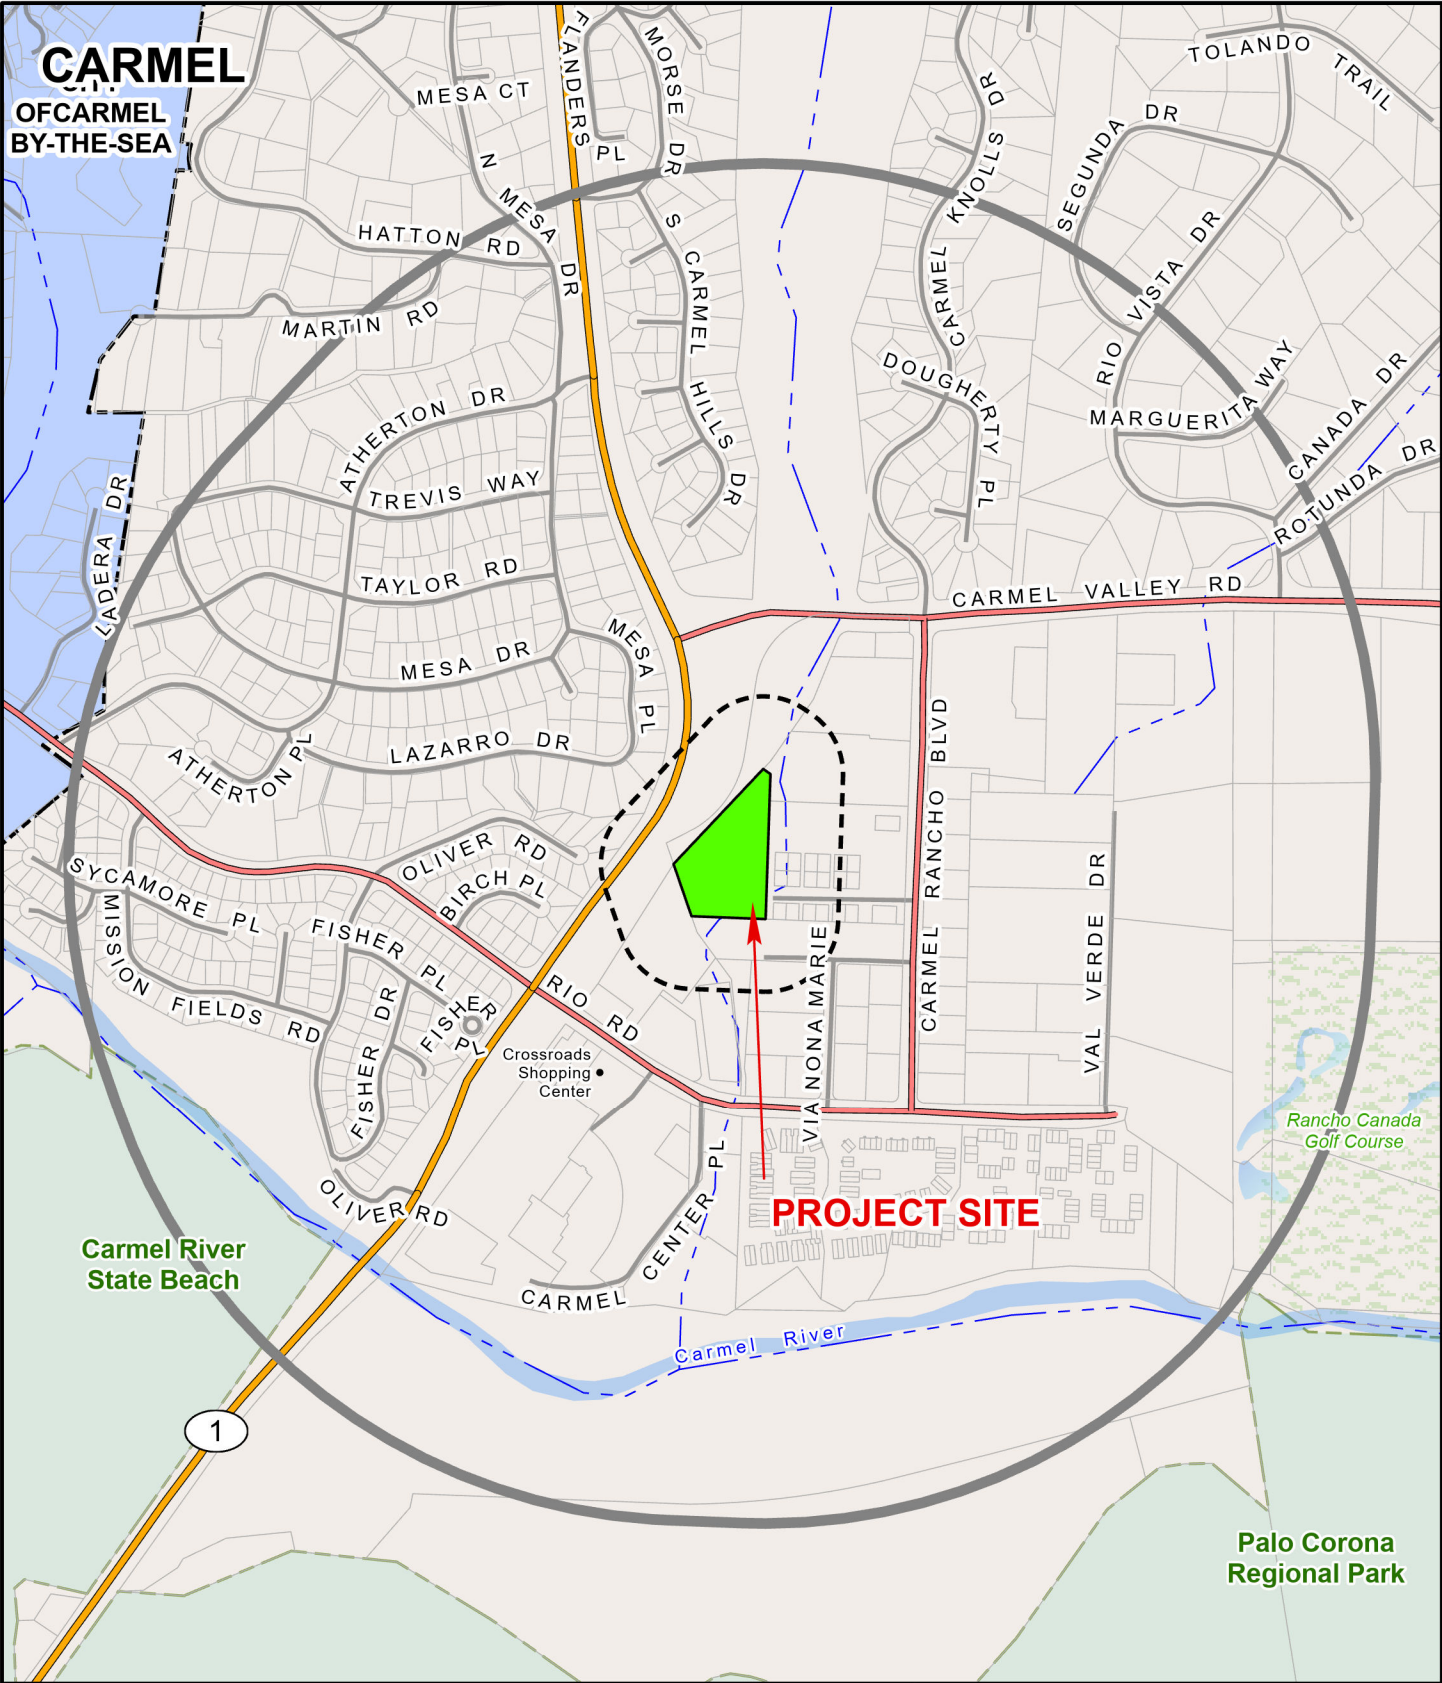 CARMEL
CITY
OFCARMEL
BY-THE-SEA
FLANDERS
PL
MORSE DR
MESA CT
N MESA DR
HATTON RD
MARTIN RD
S CARMEL HILLS DR
CARMEL KNOLLS DR
TOLANDO TRAIL
SEGUNDA DR
RIO VISTA DR
DOUGHERTY PL
MARGUERITA WAY
CANADA DR
ROTUNDA DR
ATHERTON DR
TREVIS WAY
LADERA DR
TAYLOR RD
CARMEL VALLEY RD
MESA DR
MESA PL
LAZARRO DR
ATHERTON PL
CARMEL RANCHO BLVD
OLIVER RD
BIRCH PL
SYCAMORE PL
MISSION FIELDS RD
FISHER PL
FISHER DR
FISHER
PL
RIO RD
VIA NONA MARIE
VAL VERDE DR
Crossroads
Shopping
Center
Rancho Canada
Golf Course
OLIVER RD
CARMEL CENTER PL
PROJECT SITE
Carmel River
State Beach
Carmel River
1
Palo Corona
Regional Park